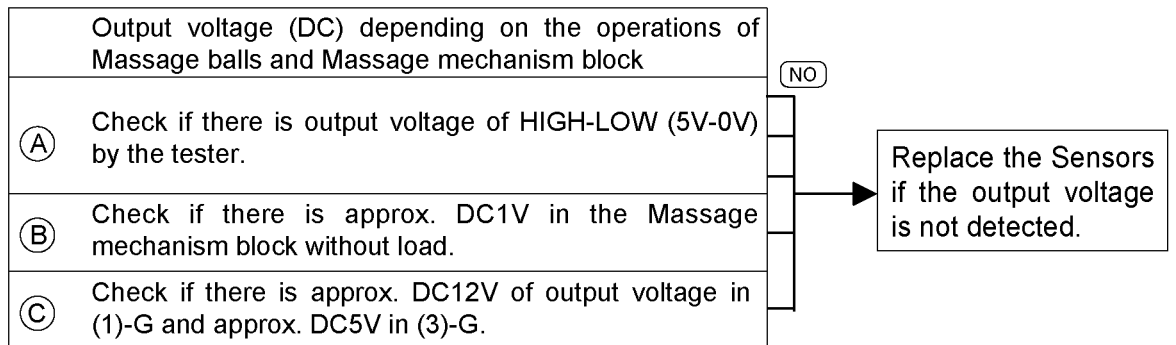 Output voltage (DC) depending on the operations of
Massage balls and Massage mechanism block
NO
A
Check if there is output voltage of HIGH-LOW (5V-0V)
by the tester.
B
Check if there is approx. DC1V in the Massage
mechanism block without load.
C
Check if there is approx. DC12V of output voltage in
(1)-G and approx. DC5V in (3)-G.
Replace the Sensors
if the output voltage
is not detected.